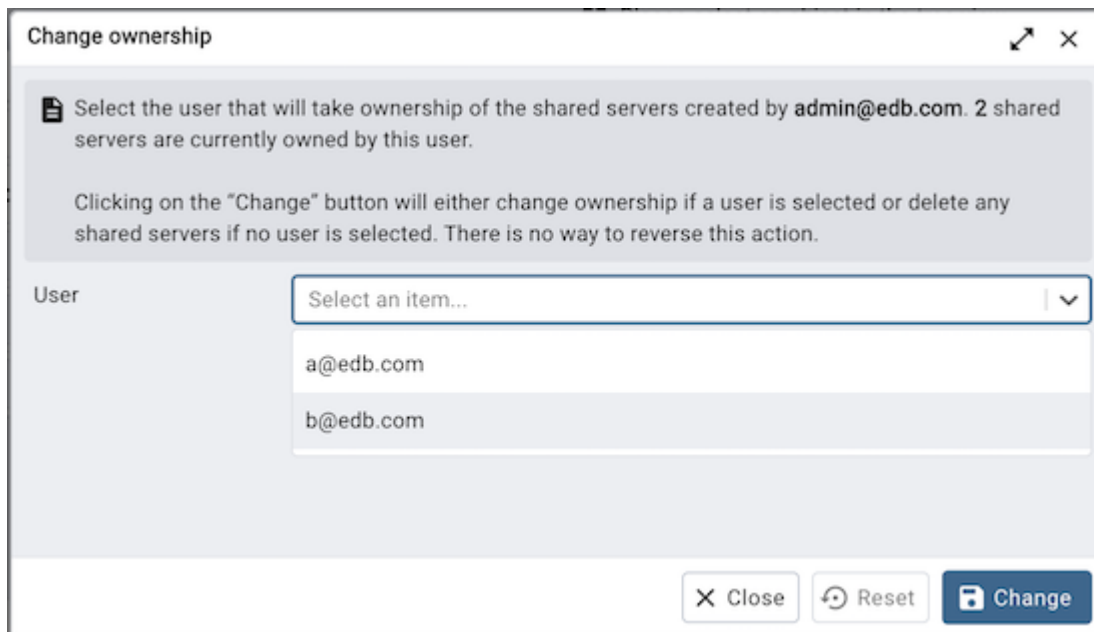 Change ownership
Select the user that will take ownership of the shared servers created by admin@edb.com. 2 shared
servers are currently owned by this user.
Clicking on the “Change” button will either change ownership if a user is selected or delete any
shared servers if no user is selected. There is no way to reverse this action.
User
Select an item...
a@edb.com
b@edb.com
Close
Reset
Change